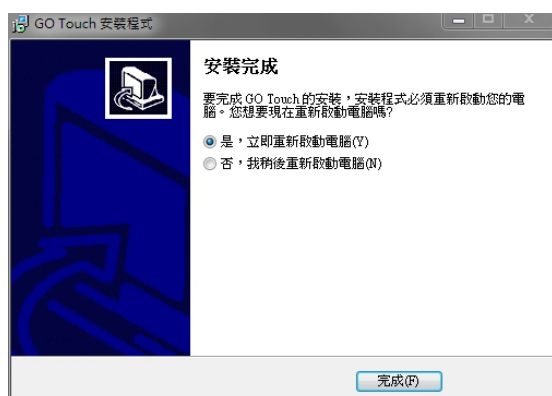 GO Touch 安裝程式
安裝完成
要完成 GO Touch 的安裝，安裝程式必須重新啟動您的電
腦。您想要現在重新啟動電腦嗎?
是，立即重新啟動電腦(Y)
否，我稍後重新啟動電腦(N)
完成(F)